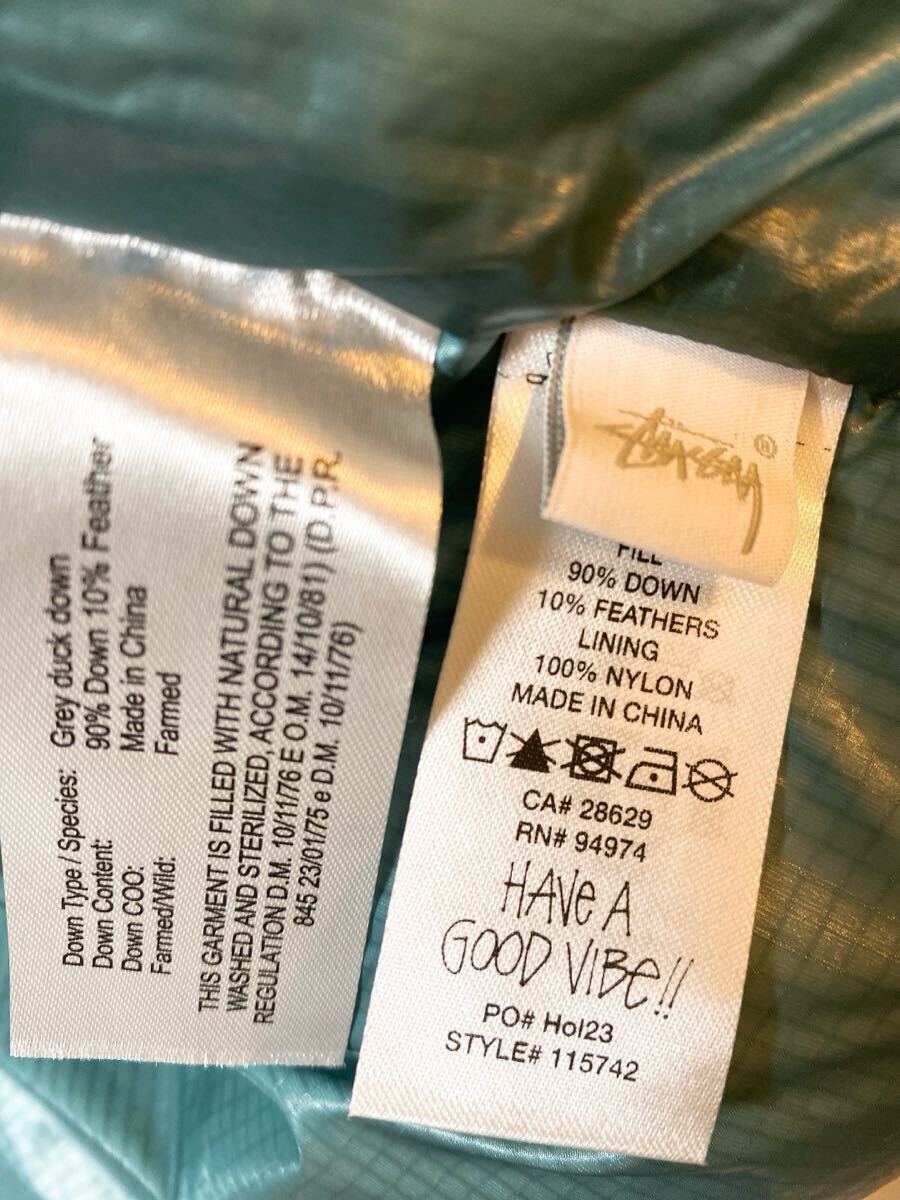 Down Type / Species: Grey duck down
Down Content: 90% Down 10% Feather
Down COO: Made in China
Farmed/Wild: Farmed
THIS GARMENT IS FILLED WITH NATURAL DOWN
WASHED AND STERILIZED, ACCORDING TO THE
REGULATION D.M. 10/11/76 E O.M. 14/10/81) (D.P.R.
845 23/01/75 e D.M. 10/11/76)
Stüssy ®
FILL
90% DOWN
10% FEATHERS
LINING
100% NYLON
MADE IN CHINA
CA# 28629
RN# 94974
HAVE A
GOOD VIBE!!
PO# Hol23
STYLE# 115742